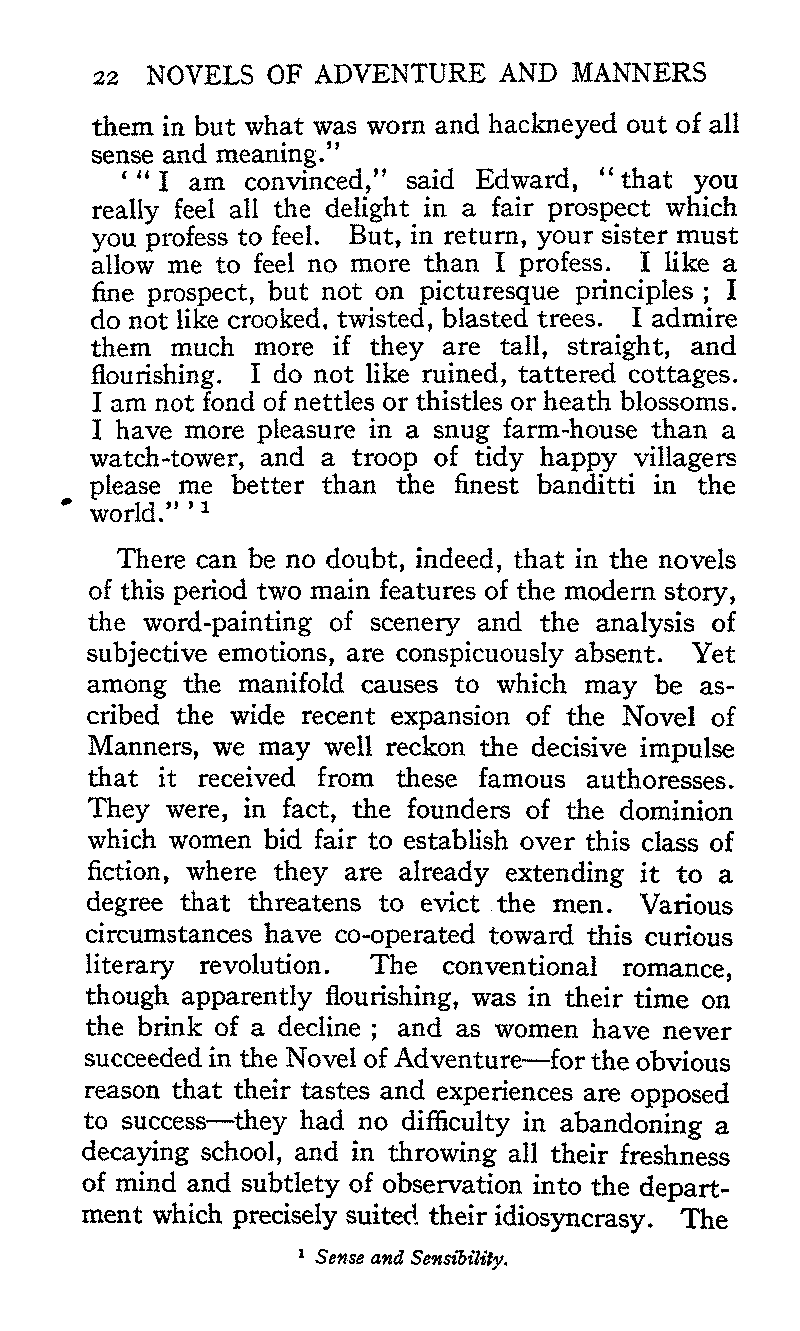 22 NOVELS OF ADVENTURE AND MANNERS
them in but what was worn and hackneyed out of all
sense and meaning.”
‘ “ I am convinced,” said Edward, “ that you
really feel all the delight in a fair prospect which
you profess to feel. But, in return, your sister must
allow me to feel no more than I profess. I like a
fine prospect, but not on picturesque principles ; I
do not like crooked, twisted, blasted trees. I admire
them much more if they are tall, straight, and
flourishing. I do not like ruined, tattered cottages.
I am not fond of nettles or thistles or heath blossoms.
I have more pleasure in a snug farm-house than a
watch-tower, and a troop of tidy happy villagers
please me better than the finest banditti in the
world.” ’ ¹
There can be no doubt, indeed, that in the novels
of this period two main features of the modern story,
the word-painting of scenery and the analysis of
subjective emotions, are conspicuously absent. Yet
among the manifold causes to which may be as-
cribed the wide recent expansion of the Novel of
Manners, we may well reckon the decisive impulse
that it received from these famous authoresses.
They were, in fact, the founders of the dominion
which women bid fair to establish over this class of
fiction, where they are already extending it to a
degree that threatens to evict the men. Various
circumstances have co-operated toward this curious
literary revolution. The conventional romance,
though apparently flourishing, was in their time on
the brink of a decline ; and as women have never
succeeded in the Novel of Adventure—for the obvious
reason that their tastes and experiences are opposed
to success—they had no difficulty in abandoning a
decaying school, and in throwing all their freshness
of mind and subtlety of observation into the depart-
ment which precisely suited their idiosyncrasy. The
¹ Sense and Sensibility.